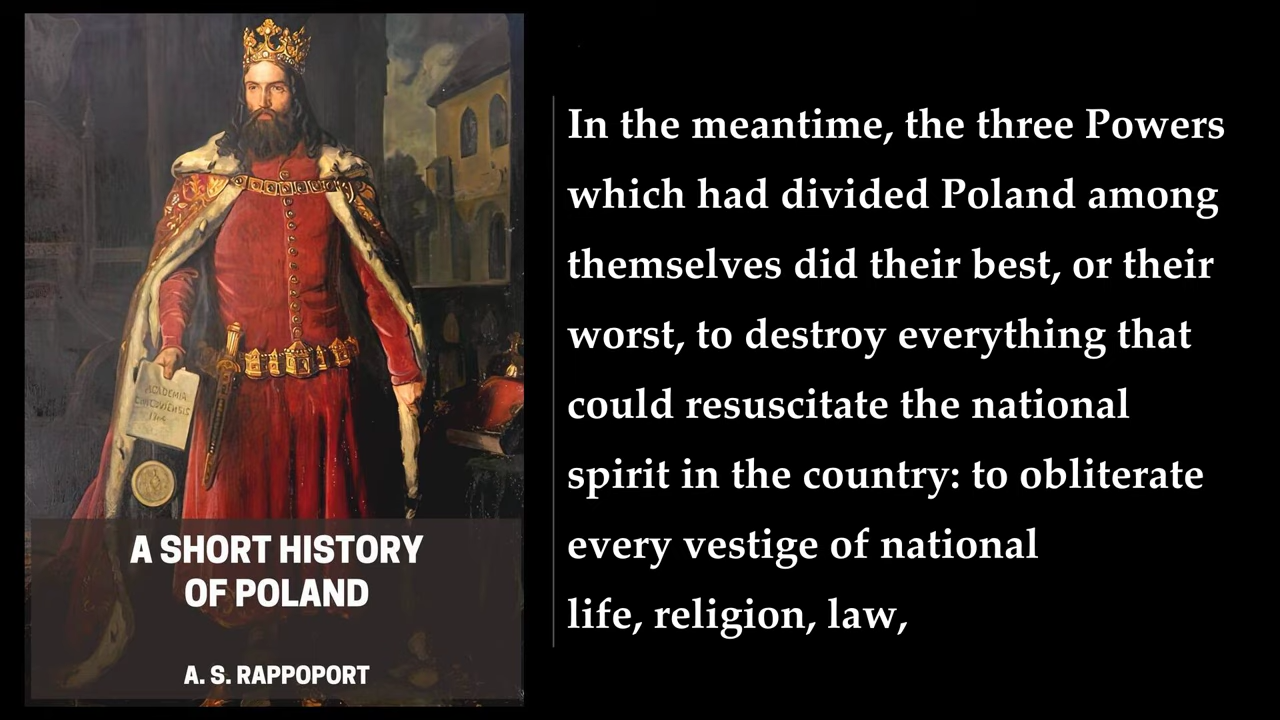 ACADEMIA
CRACOVIENSIS
A SHORT HISTORY
OF POLAND
A. S. RAPPOPORT
In the meantime, the three Powers
which had divided Poland among
themselves did their best, or their
worst, to destroy everything that
could resuscitate the national
spirit in the country: to obliterate
every vestige of national
life, religion, law,